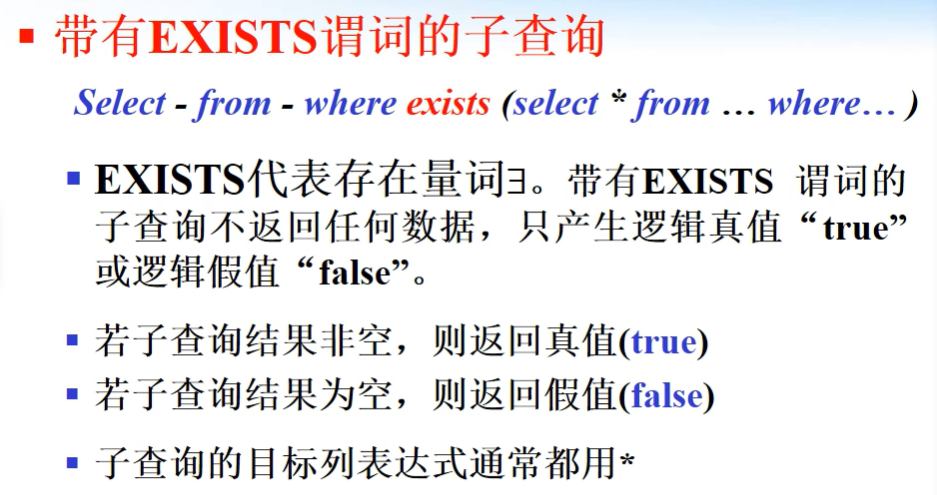 带有EXISTS谓词的子查询
Select - from - where exists (select * from … where… )
EXISTS代表存在量词∃。带有EXISTS 谓词的
子查询不返回任何数据，只产生逻辑真值“true”
或逻辑假值“false”。
若子查询结果非空，则返回真值(true)
若子查询结果为空，则返回假值(false)
子查询的目标列表达式通常都用*